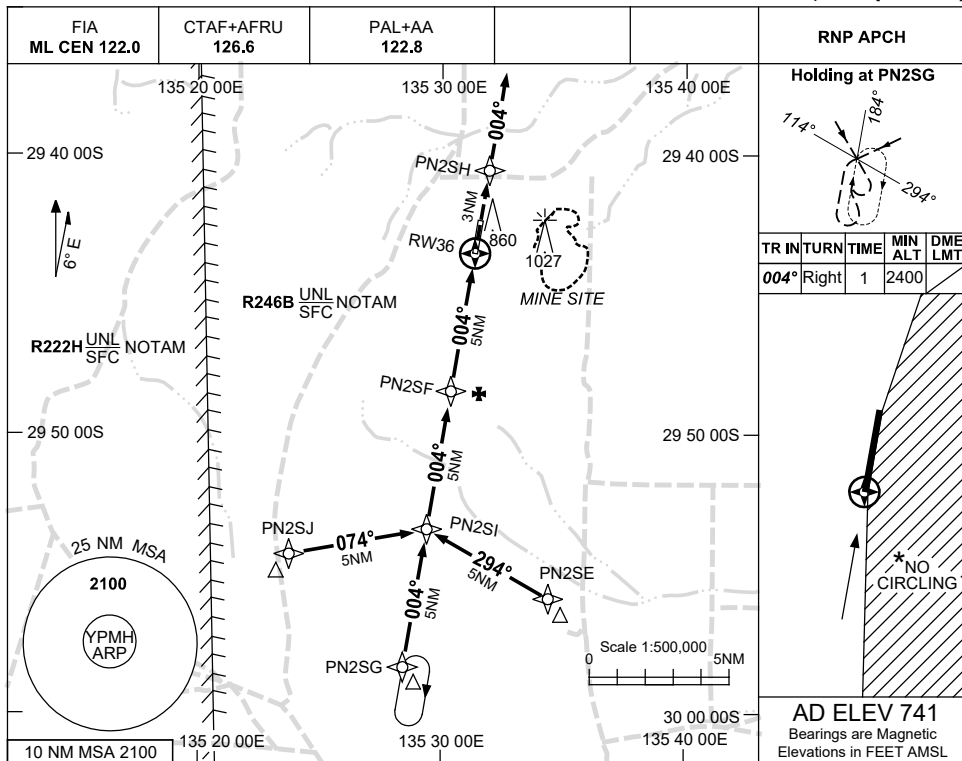 FIA
ML CEN 122.0
CTAF+AFRU
126.6
PAL+AA
122.8
RNP APCH
135 20 00E
135 30 00E
135 40 00E
Holding at PN2SG
114°
184°
294°
TR IN TURN TIME MIN ALT DME LMT
004° Right 1 2400
29 40 00S
29 40 00S
6° E
004°
PN2SH
3NM
RW36
860
1027
MINE SITE
R246B UNL SFC NOTAM
R222H UNL SFC NOTAM
004°
5NM
PN2SF
29 50 00S
29 50 00S
004°
5NM
PN2SJ
074°
5NM
PN2SI
294°
5NM
PN2SE
004°
5NM
PN2SG
25 NM MSA
2100
YPMH
ARP
10 NM MSA 2100
Scale 1:500,000
0
5NM
30 00 00S
135 20 00E
135 30 00E
135 40 00E
*NO
CIRCLING
AD ELEV 741
Bearings are Magnetic
Elevations in FEET AMSL